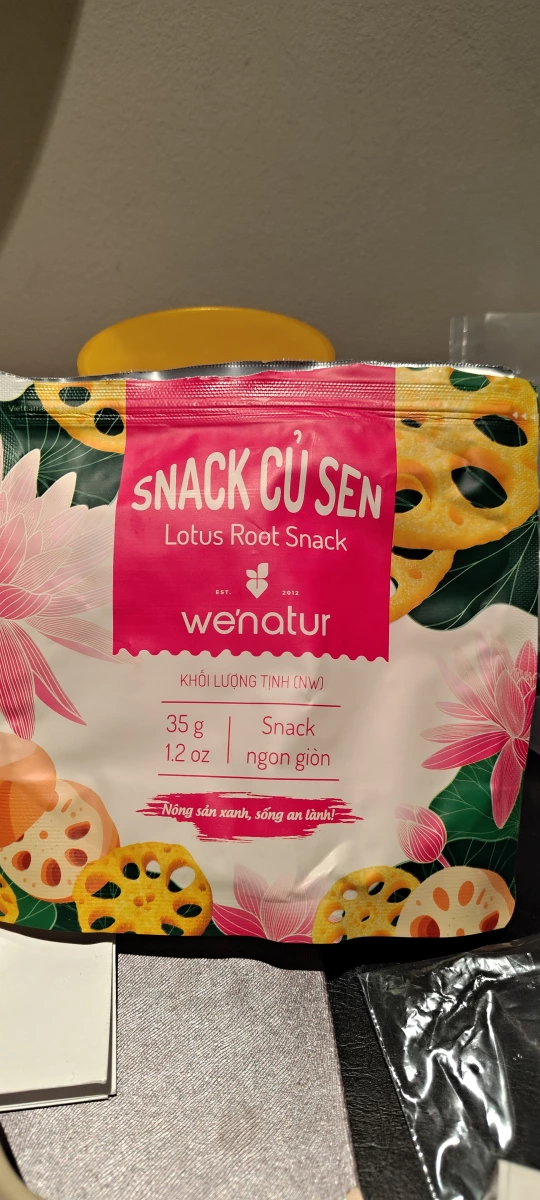 SNACK CỦ SEN
Lotus Root Snack
EST. 2012
we'natur
KHỐI LƯỢNG TỊNH (NW)
35 g
1.2 oz
Snack
ngon giòn
Nông sản xanh, sống an lành!